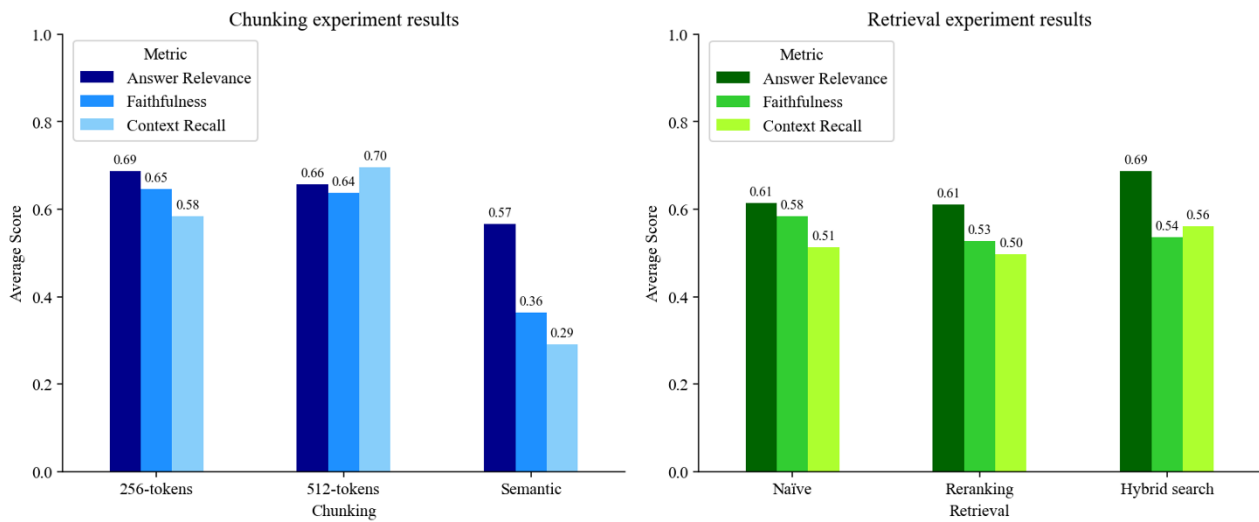 Chunking experiment results
Average Score
1.0
0.8
0.6
0.4
0.2
0.0
Metric
Answer Relevance
Faithfulness
Context Recall
0.69
0.65
0.58
0.66
0.64
0.70
0.57
0.36
0.29
256-tokens
512-tokens
Semantic
Chunking
Retrieval experiment results
Average Score
1.0
0.8
0.6
0.4
0.2
0.0
Metric
Answer Relevance
Faithfulness
Context Recall
0.61
0.58
0.51
0.61
0.53
0.50
0.69
0.54
0.56
Naïve
Reranking
Hybrid search
Retrieval